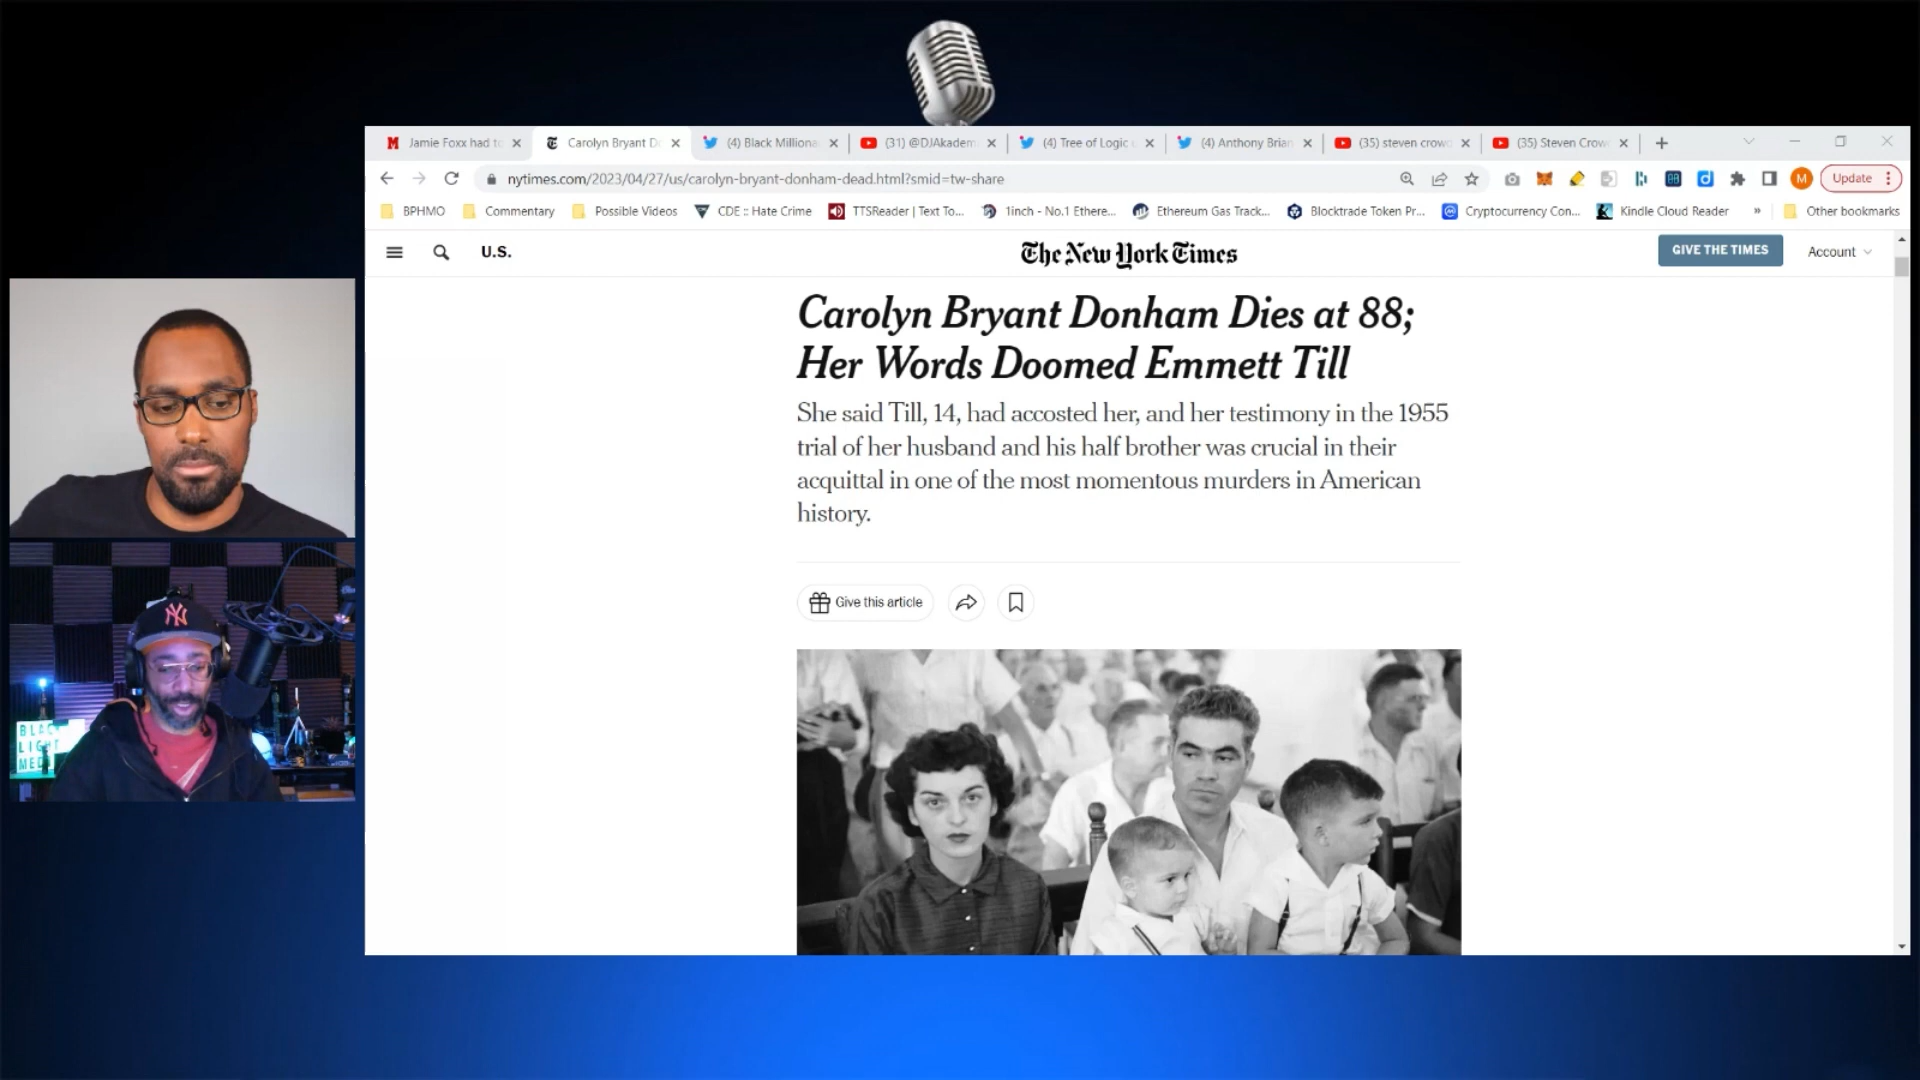 Jamie Foxx had to
Carolyn Bryant Do
(4) Black Milliona
(31) @DJAkadem
(4) Tree of Logic
(4) Anthony Brian
(35) steven crow
(35) Steven Crow
nytimes.com/2023/04/27/us/carolyn-bryant-donham-dead.html?smid=tw-share
M
Update
BPHMO
Commentary
Possible Videos
CDE :: Hate Crime
TTSReader | Text To...
1inch - No.1 Ethere...
Ethereum Gas Track...
Blocktrade Token Pr...
Cryptocurrency Con...
Kindle Cloud Reader
»
Other bookmarks
U.S.
The New York Times
GIVE THE TIMES
Account
Carolyn Bryant Donham Dies at 88;
Her Words Doomed Emmett Till
She said Till, 14, had accosted her, and her testimony in the 1955
trial of her husband and his half brother was crucial in their
acquittal in one of the most momentous murders in American
history.
Give this article
NY
BLAC
LIGH
MED